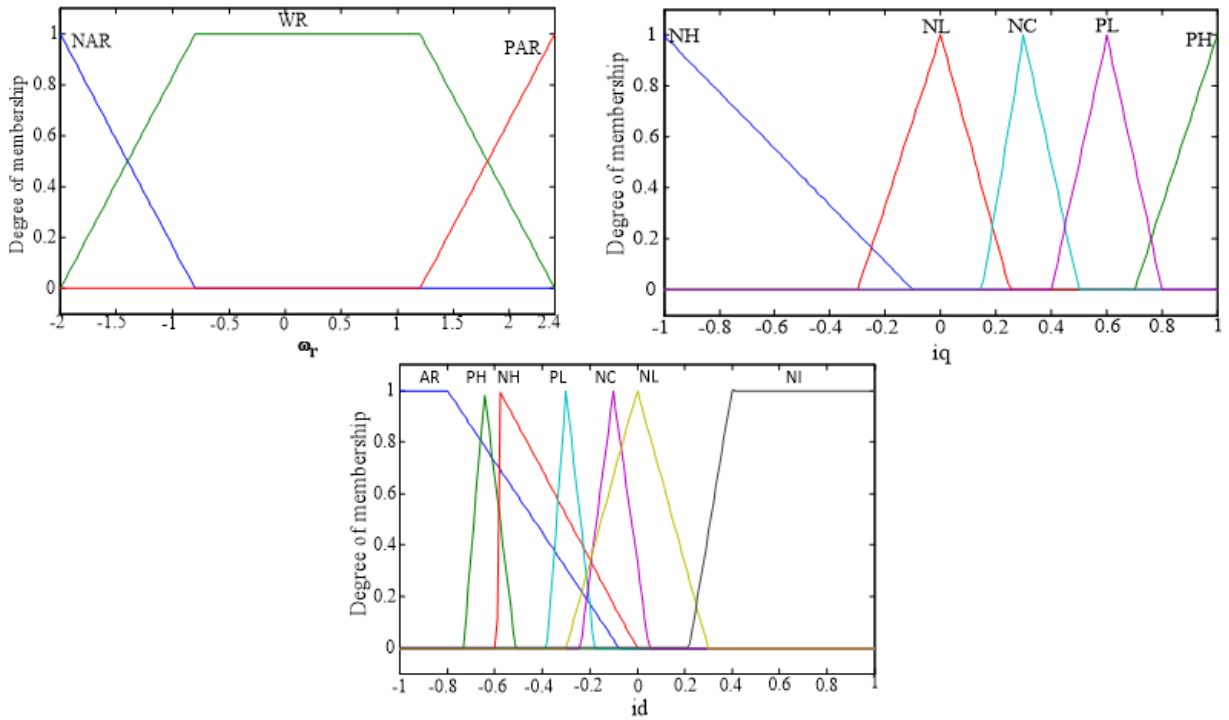 Degree of membership
1
0.8
0.6
0.4
0.2
0
NAR
WR
PAR
-2 -1.5 -1 -0.5 0 0.5 1 1.5 2 2.4
ωr
Degree of membership
1
0.8
0.6
0.4
0.2
0
NH NL NC PL PH
-1 -0.8 -0.6 -0.4 -0.2 0 0.2 0.4 0.6 0.8 1
iq
Degree of membership
1
0.8
0.6
0.4
0.2
0
AR PH NH PL NC NL NI
-1 -0.8 -0.6 -0.4 -0.2 0 0.2 0.4 0.6 0.8 1
id